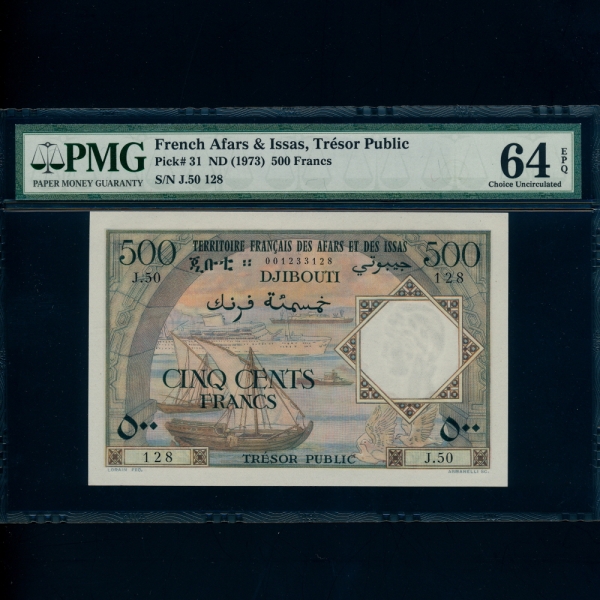 French Afars & Issas, Trésor Public
PMG
PAPER MONEY GUARANTY
Pick# 31 ND (1973) 500 Francs
S/N J.50 128
64 EPQ
Choice Uncirculated
500 TERRITOIRE FRANÇAIS DES AFARS ET DES ISSAS 500
J.50 ጂቡቲ ። 001233128 جيبوتي 128
DJIBOUTI
خمسمئة فرنك
CINQ CENTS
FRANCS
٥٠٠ ٥٠٠
128 TRÉSOR PUBLIC J.50